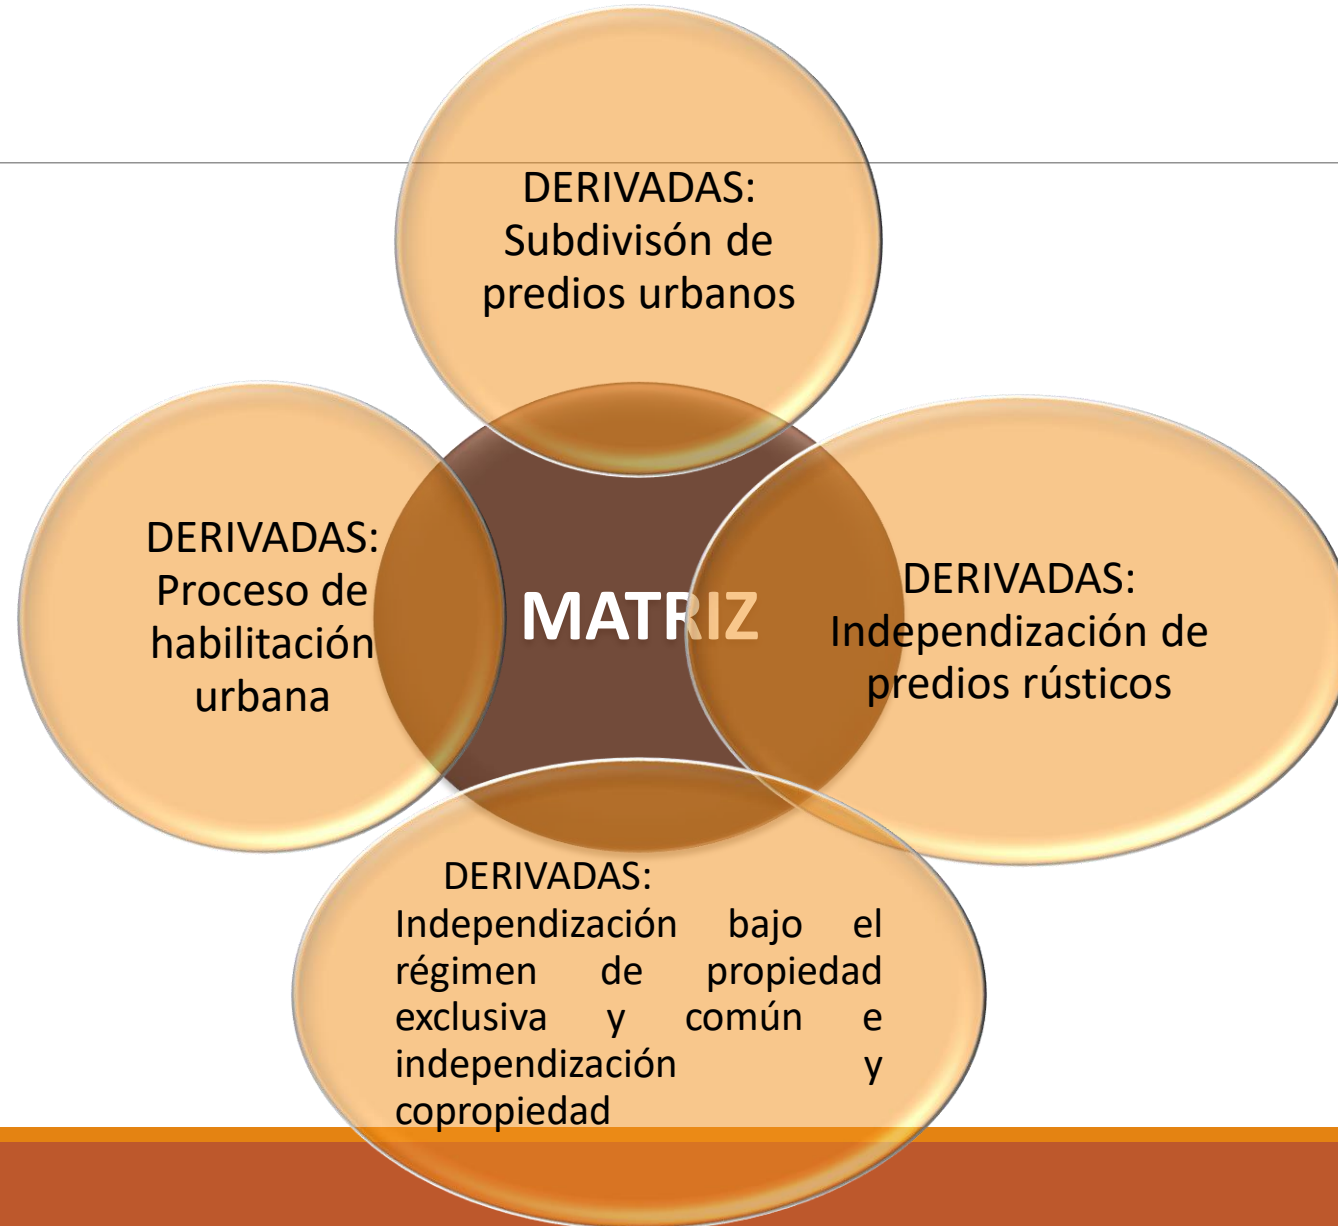 DERIVADAS:
Subdivisón de
predios urbanos
DERIVADAS:
Proceso de
habilitación
urbana
MATRIZ
DERIVADAS:
Independización de
predios rústicos
DERIVADAS:
Independización bajo el
régimen de propiedad
exclusiva y común e
independización y
copropiedad